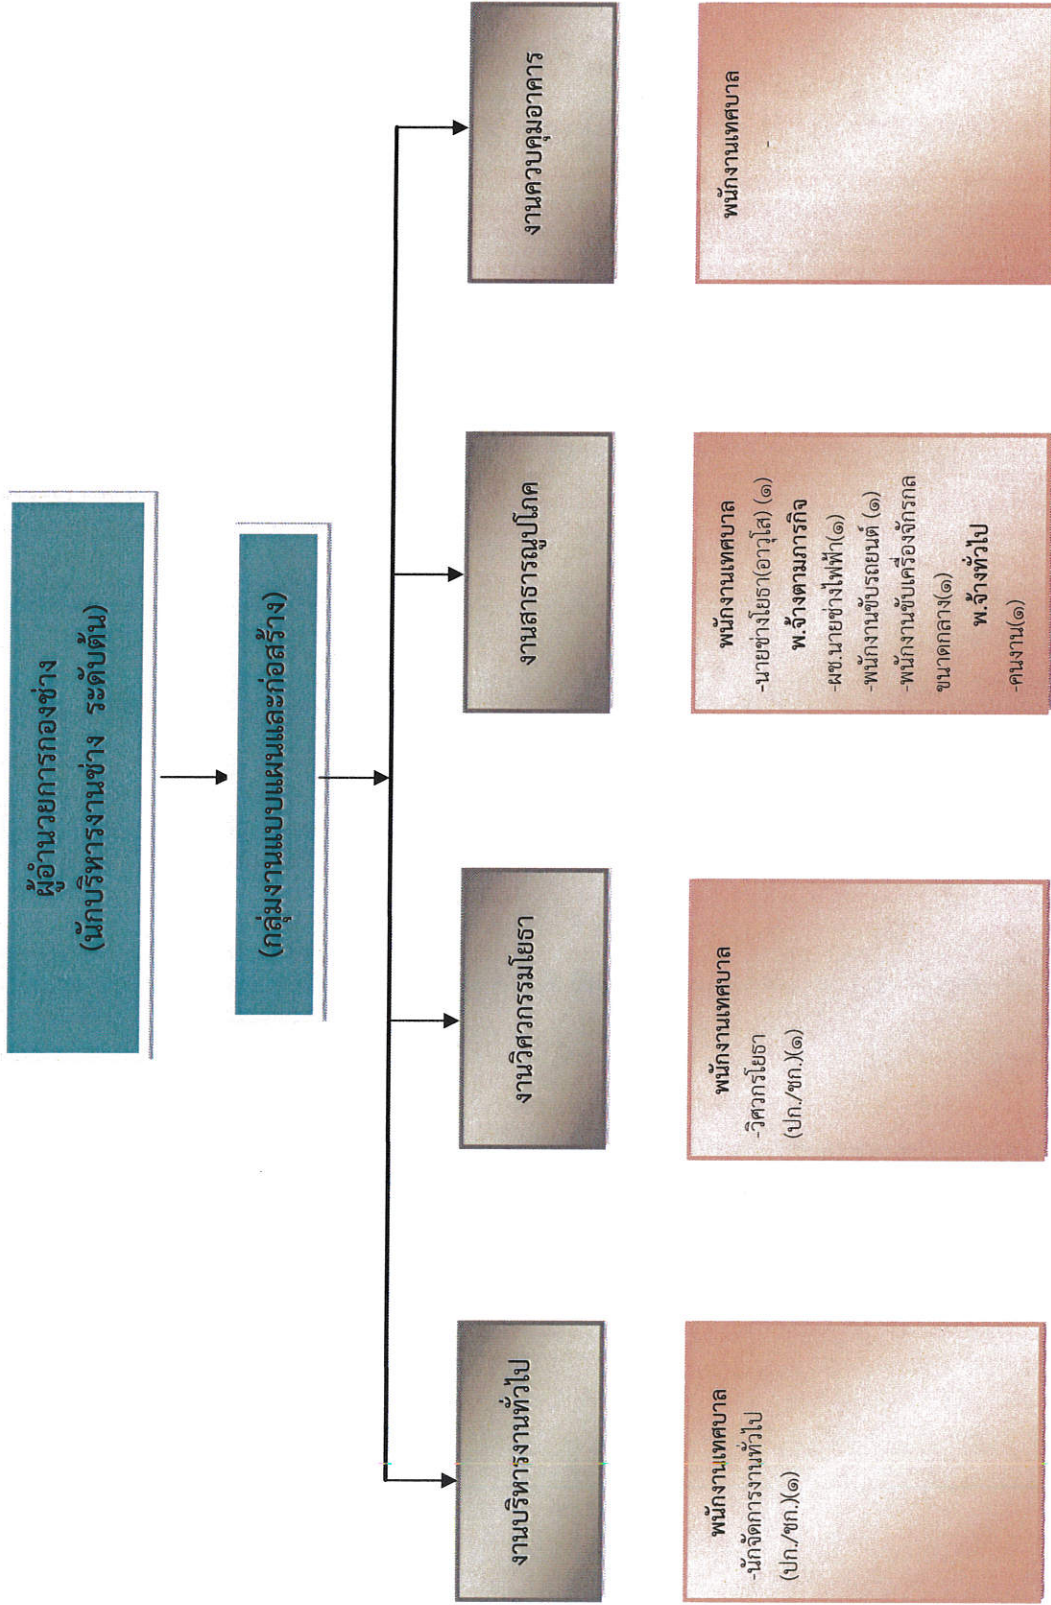 ผู้อำนวยการกองช่าง
(นักบริหารงานช่าง ระดับต้น)
(กลุ่มงานแบบแผนและก่อสร้าง)
งานบริหารงานทั่วไป
งานวิศวกรรมโยธา
งานสาธารณูปโภค
งานควบคุมอาคาร
พนักงานเทศบาล
-นักจัดการงานทั่วไป
(ปก./ชก.)(๑)
พนักงานเทศบาล
-วิศวกรโยธา
(ปก./ชก.)(๑)
พนักงานเทศบาล
-นายช่างโยธา(อาวุโส) (๑)
พ.จ้างตามภารกิจ
-ผช.นายช่างไฟฟ้า(๑)
-พนักงานขับรถยนต์ (๑)
-พนักงานขับเครื่องจักรกล
ขนาดกลาง(๑)
พ.จ้างทั่วไป
-คนงาน(๑)
พนักงานเทศบาล
-